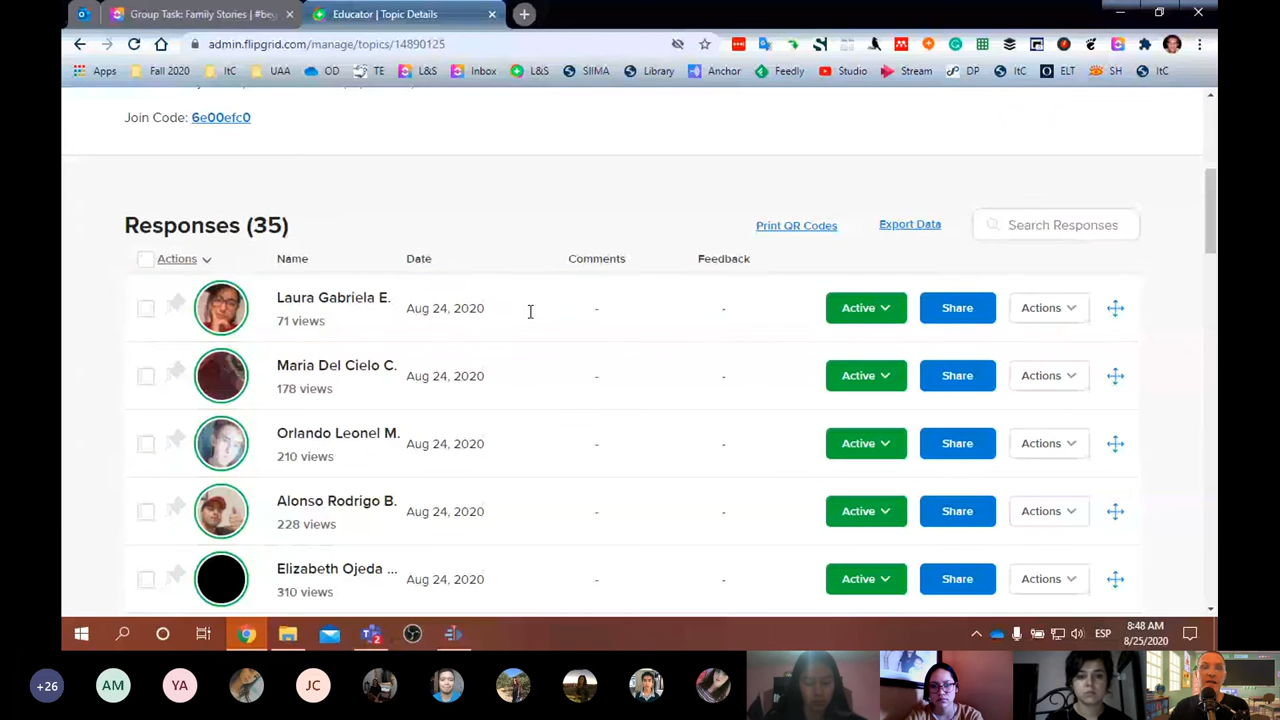 Group Task: Family Stories | #be
Educator | Topic Details
admin.flipgrid.com/manage/topics/14890125
Apps Fall 2020 ItC UAA OD TE L&S Inbox L&S SIIMA Library Anchor Feedly Studio Stream DP ItC ELT SH ItC
Join Code: 6e00efc0
Responses (35)
Print QR Codes Export Data Search Responses
Actions Name Date Comments Feedback
Laura Gabriela E.
71 views
Aug 24, 2020 - - Active Share Actions
Maria Del Cielo C.
178 views
Aug 24, 2020 - - Active Share Actions
Orlando Leonel M.
210 views
Aug 24, 2020 - - Active Share Actions
Alonso Rodrigo B.
228 views
Aug 24, 2020 - - Active Share Actions
Elizabeth Ojeda ...
310 views
Aug 24, 2020 - - Active Share Actions
ESP
8:48 AM
8/25/2020
+26 AM YA JC